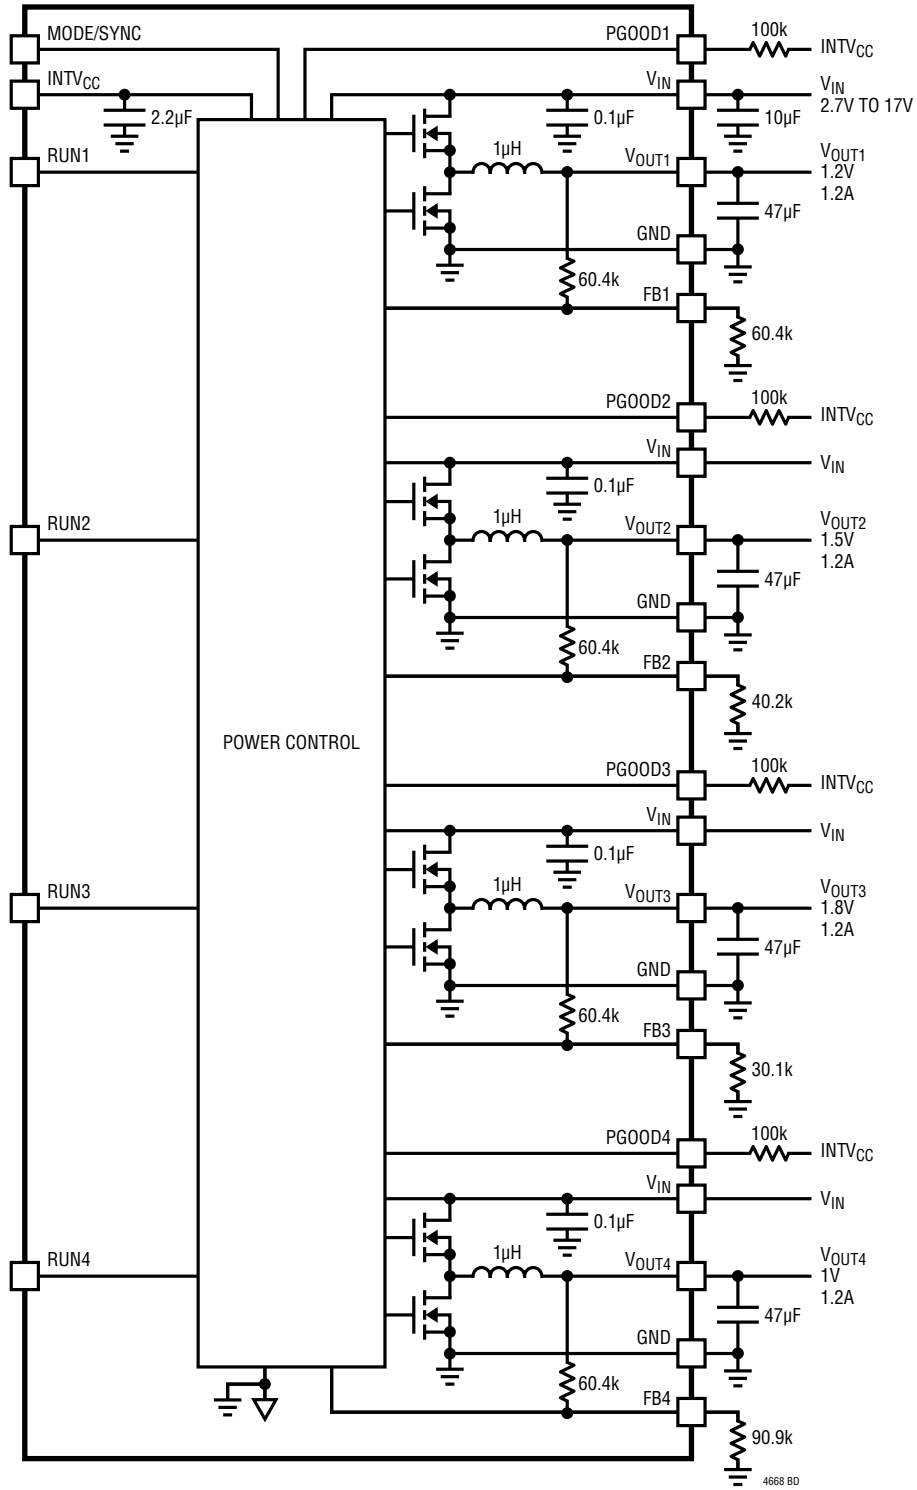 MODE/SYNC
PGOOD1
100k
INTVCC
INTVCC
2.2µF
VIN
0.1µF
10µF
VIN
2.7V TO 17V
RUN1
1µH
VOUT1
VOUT1
1.2V
1.2A
47µF
GND
60.4k
FB1
60.4k
PGOOD2
100k
INTVCC
VIN
VIN
0.1µF
RUN2
1µH
VOUT2
VOUT2
1.5V
1.2A
47µF
GND
60.4k
FB2
40.2k
POWER CONTROL
PGOOD3
100k
INTVCC
VIN
VIN
0.1µF
RUN3
1µH
VOUT3
VOUT3
1.8V
1.2A
47µF
GND
60.4k
FB3
30.1k
PGOOD4
100k
INTVCC
VIN
VIN
0.1µF
RUN4
1µH
VOUT4
VOUT4
1V
1.2A
47µF
GND
60.4k
FB4
90.9k
4668 BD